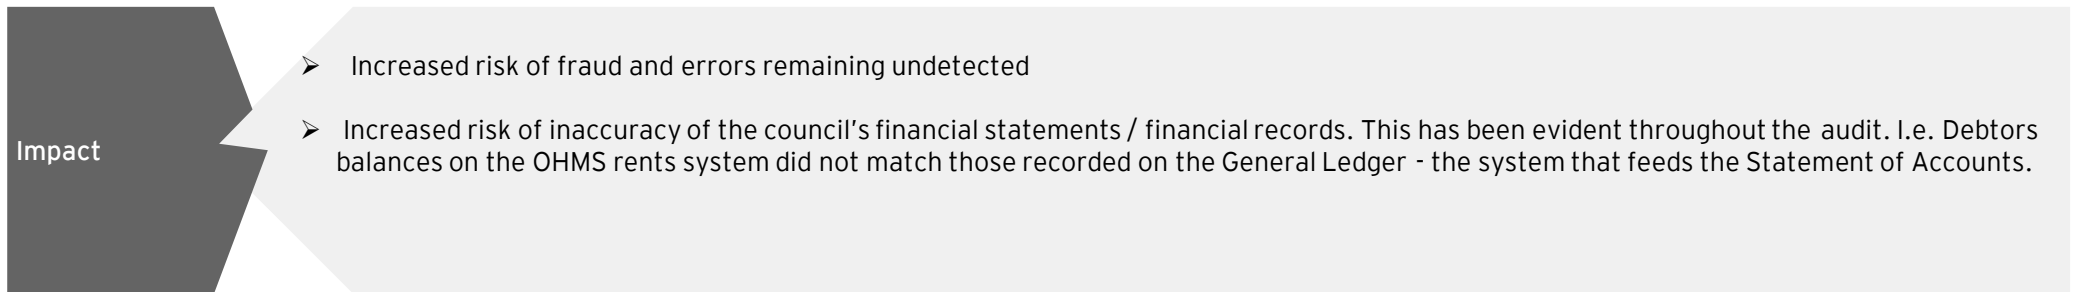 Impact
➢ Increased risk of fraud and errors remaining undetected
➢ Increased risk of inaccuracy of the council's financial statements / financial records. This has been evident throughout the audit. I.e. Debtors
balances on the OHMS rents system did not match those recorded on the General Ledger - the system that feeds the Statement of Accounts.